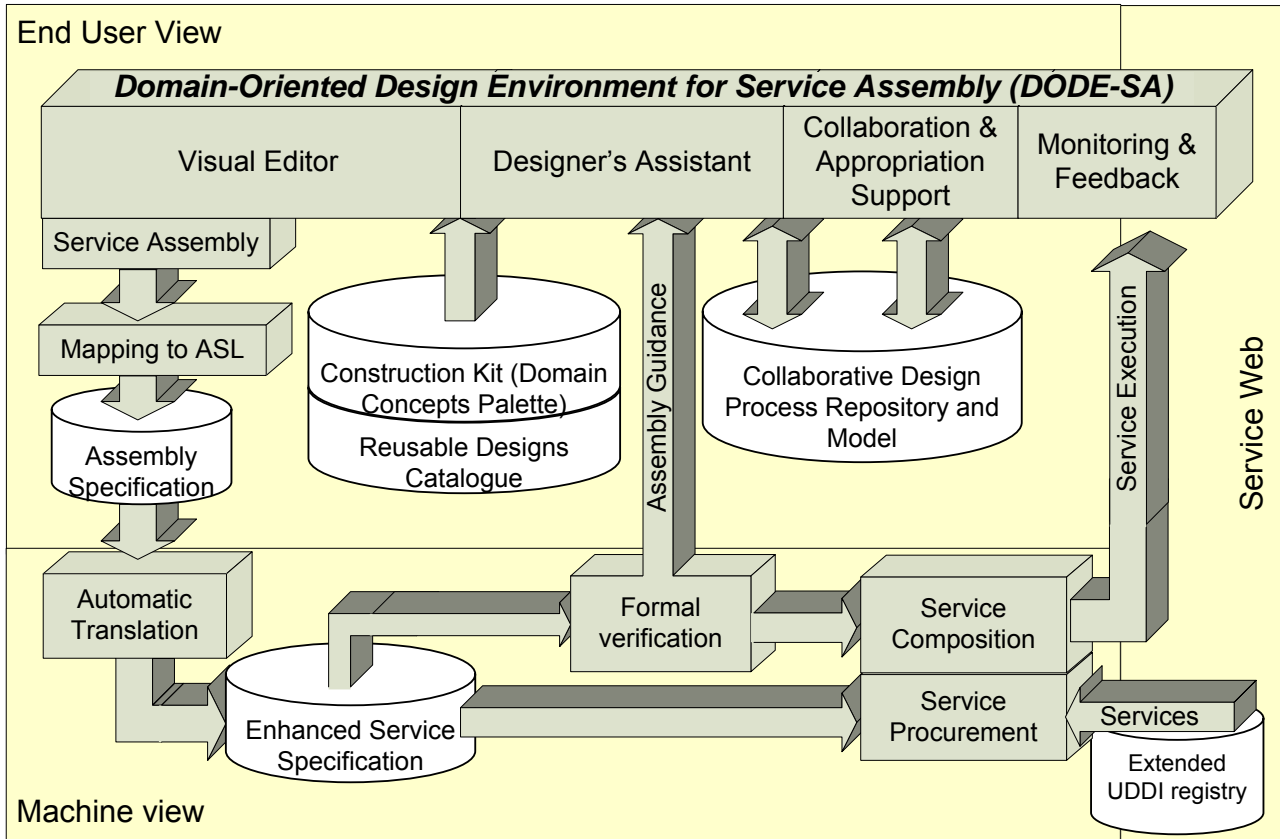 End User View
Domain-Oriented Design Environment for Service Assembly (DODE-SA)
Visual Editor
Designer's Assistant
Collaboration &
Appropriation
Support
Monitoring &
Feedback
Service Assembly
Mapping to ASL
Assembly
Specification
Construction Kit (Domain
Concepts Palette)
Reusable Designs
Catalogue
Assembly Guidance
Collaborative Design
Process Repository and
Model
Service Execution
Service Web
Automatic
Translation
Formal
verification
Service
Composition
Enhanced Service
Specification
Service
Procurement
Services
Extended
UDDI registry
Machine view